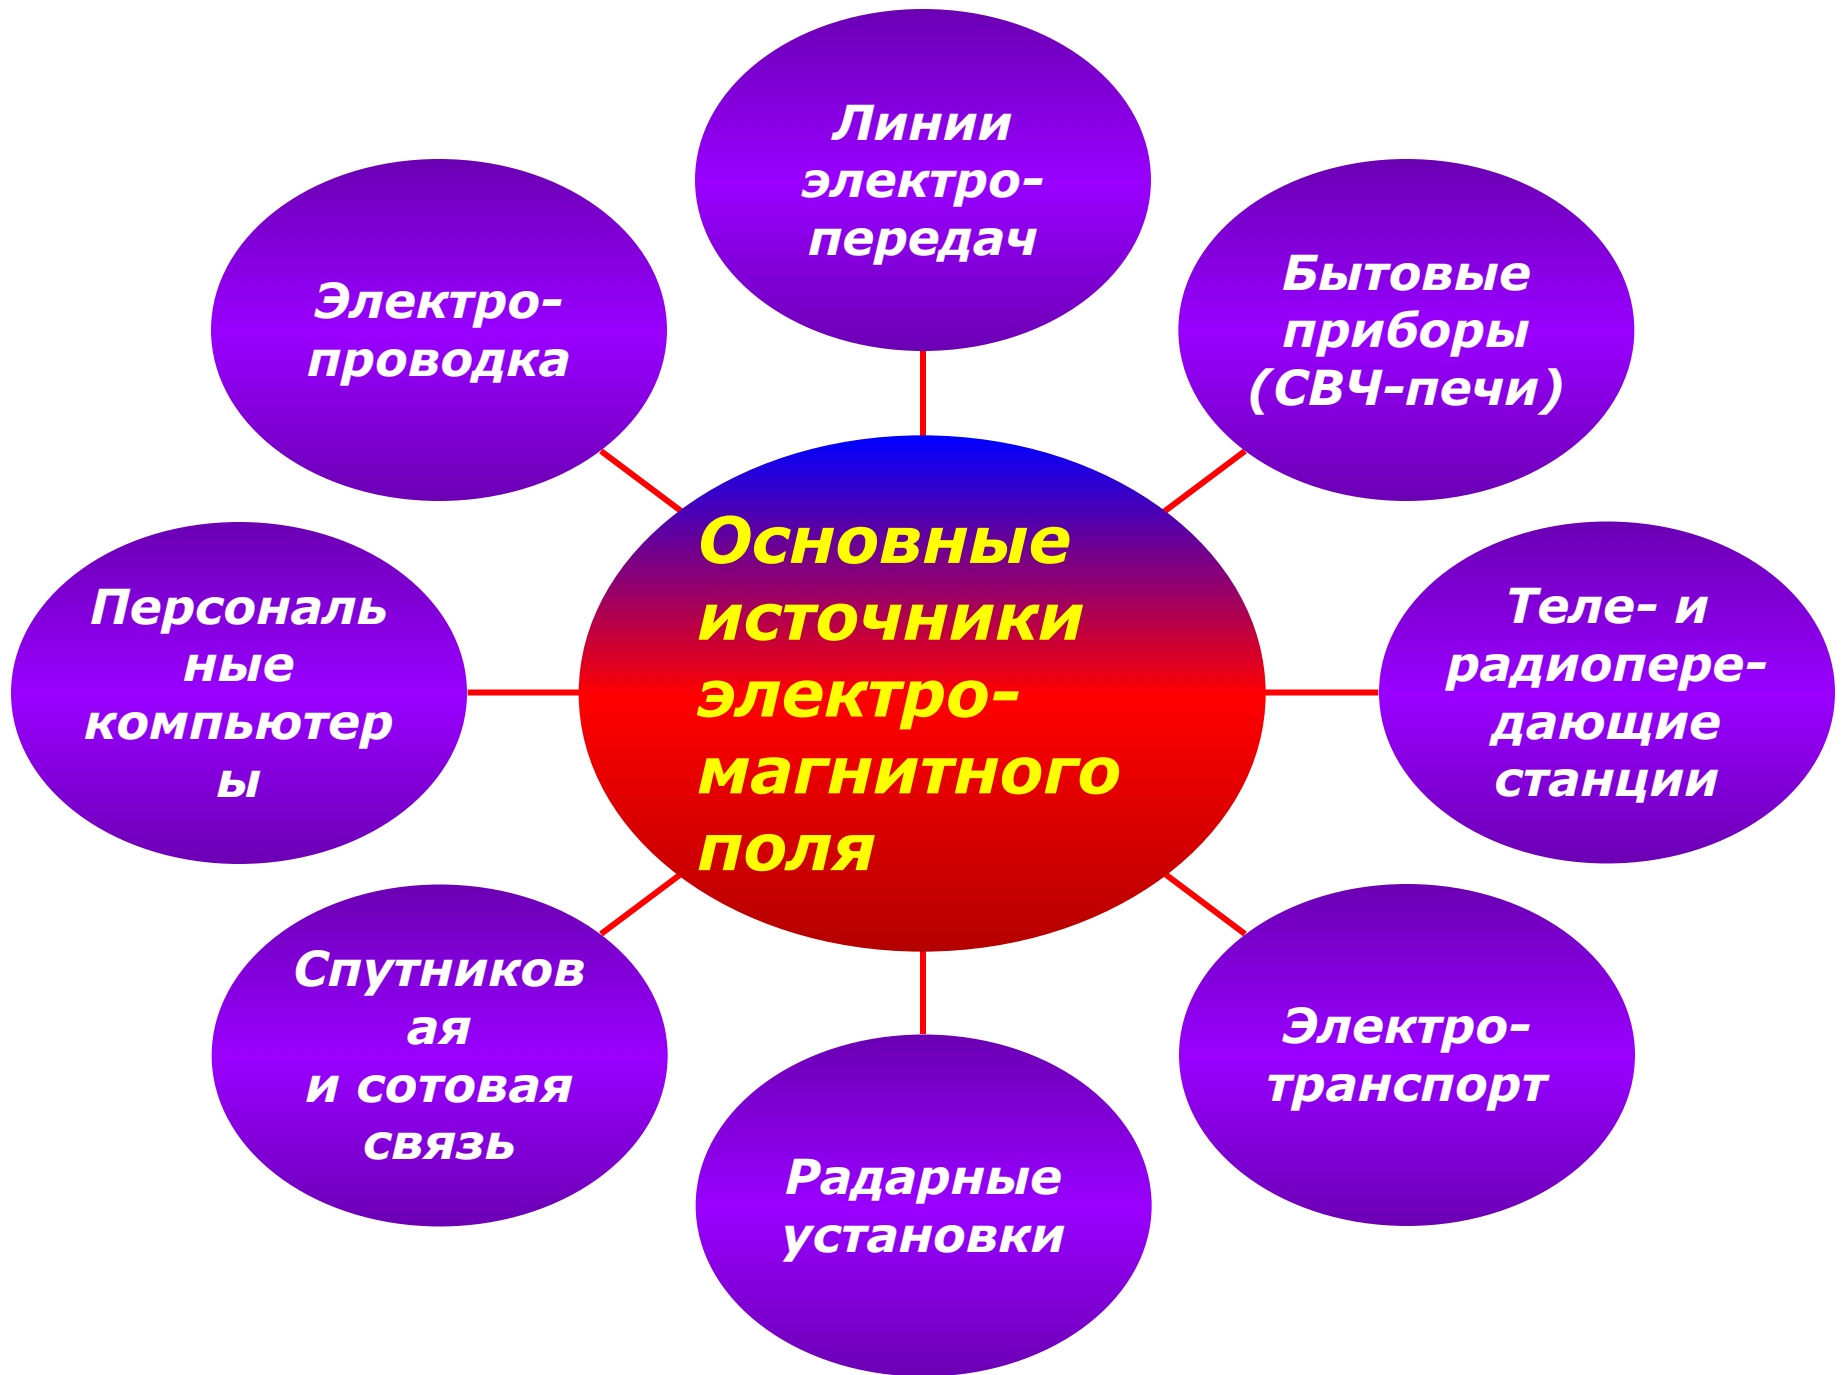 Линии
электро-
передач
Бытовые
приборы
(СВЧ-печи)
Теле- и
радиопере-
дающие
станции
Электро-
транспорт
Радарные
установки
Спутников
ая
и сотовая
связь
Персональ
ные
компьютер
ы
Электро-
проводка
Основные
источники
электро-
магнитного
поля